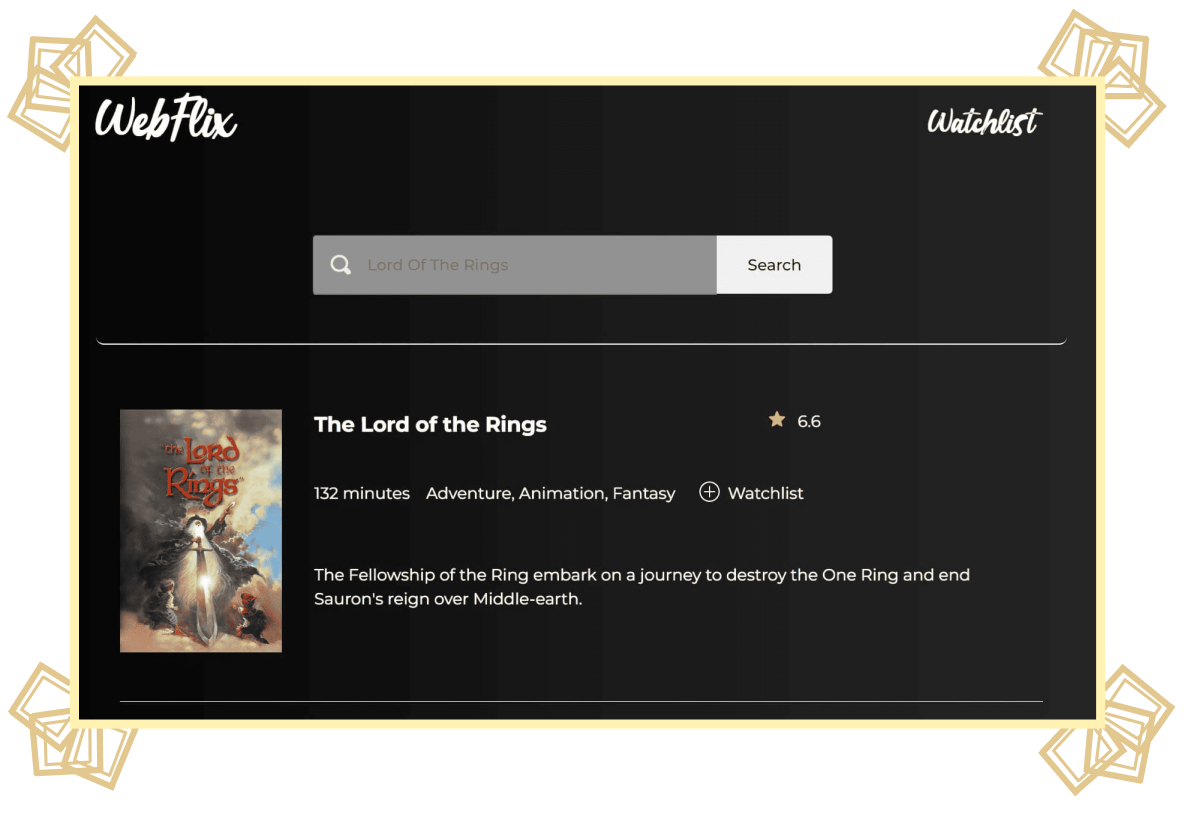 WebFlix
Watchlist
Lord Of The Rings
Search
"the Lord
of the
Rings"
The Lord of the Rings
6.6
132 minutes Adventure, Animation, Fantasy Watchlist
The Fellowship of the Ring embark on a journey to destroy the One Ring and end
Sauron's reign over Middle-earth.